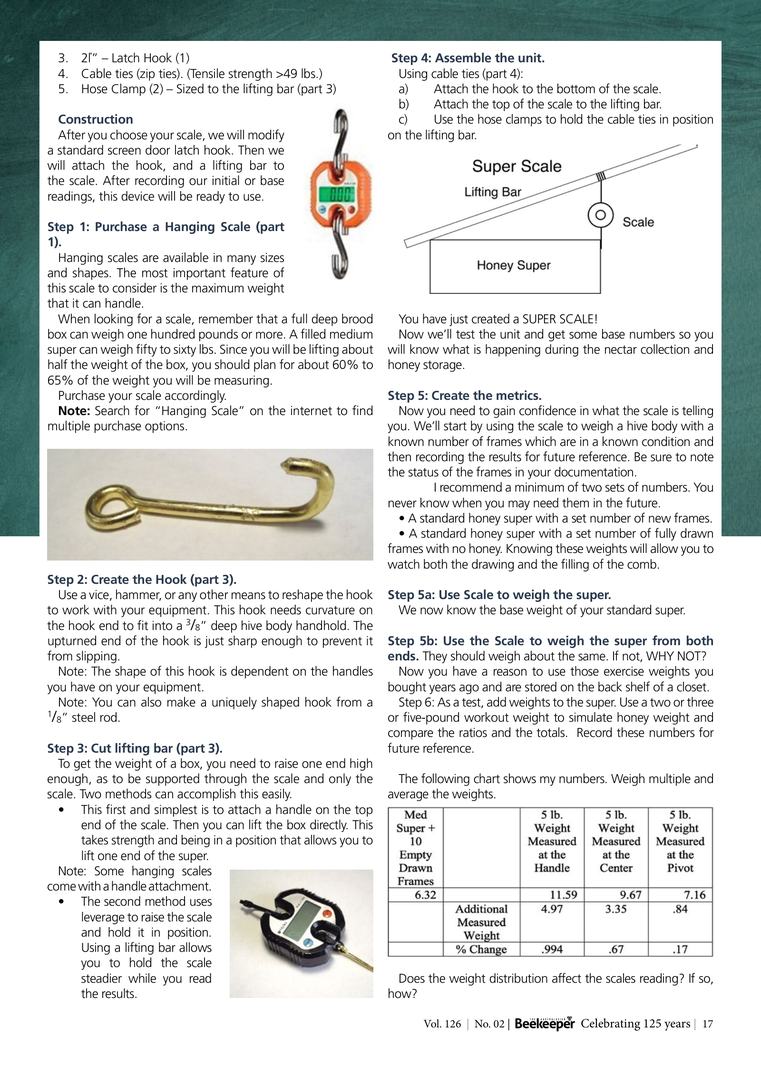 3. 2ſ” – Latch Hook (1)
4. Cable ties (zip ties). (Tensile strength >49 lbs.)
5. Hose Clamp (2) – Sized to the lifting bar (part 3)
Construction
After you choose your scale, we will modify
a standard screen door latch hook. Then we
will attach the hook, and a lifting bar to
the scale. After recording our initial or base
readings, this device will be ready to use.
Step 1: Purchase a Hanging Scale (part
1).
Hanging scales are available in many sizes
and shapes. The most important feature of
this scale to consider is the maximum weight
that it can handle.
When looking for a scale, remember that a full deep brood
box can weigh one hundred pounds or more. A filled medium
super can weigh fifty to sixty lbs. Since you will be lifting about
half the weight of the box, you should plan for about 60% to
65% of the weight you will be measuring.
Purchase your scale accordingly.
Note: Search for “Hanging Scale” on the internet to find
multiple purchase options.
Step 2: Create the Hook (part 3).
Use a vice, hammer, or any other means to reshape the hook
to work with your equipment. This hook needs curvature on
the hook end to fit into a 3/8” deep hive body handhold. The
upturned end of the hook is just sharp enough to prevent it
from slipping.
Note: The shape of this hook is dependent on the handles
you have on your equipment.
Note: You can also make a uniquely shaped hook from a
1/8” steel rod.
Step 3: Cut lifting bar (part 3).
To get the weight of a box, you need to raise one end high
enough, as to be supported through the scale and only the
scale. Two methods can accomplish this easily.
• This first and simplest is to attach a handle on the top
end of the scale. Then you can lift the box directly. This
takes strength and being in a position that allows you to
lift one end of the super.
Note: Some hanging scales
come with a handle attachment.
• The second method uses
leverage to raise the scale
and hold it in position.
Using a lifting bar allows
you to hold the scale
steadier while you read
the results.
Step 4: Assemble the unit.
Using cable ties (part 4):
a) Attach the hook to the bottom of the scale.
b) Attach the top of the scale to the lifting bar.
c) Use the hose clamps to hold the cable ties in position
on the lifting bar.
Super Scale
Lifting Bar
Scale
Honey Super
You have just created a SUPER SCALE!
Now we’ll test the unit and get some base numbers so you
will know what is happening during the nectar collection and
honey storage.
Step 5: Create the metrics.
Now you need to gain confidence in what the scale is telling
you. We’ll start by using the scale to weigh a hive body with a
known number of frames which are in a known condition and
then recording the results for future reference. Be sure to note
the status of the frames in your documentation.
I recommend a minimum of two sets of numbers. You
never know when you may need them in the future.
• A standard honey super with a set number of new frames.
• A standard honey super with a set number of fully drawn
frames with no honey. Knowing these weights will allow you to
watch both the drawing and the filling of the comb.
Step 5a: Use Scale to weigh the super.
We now know the base weight of your standard super.
Step 5b: Use the Scale to weigh the super from both
ends. They should weigh about the same. If not, WHY NOT?
Now you have a reason to use those exercise weights you
bought years ago and are stored on the back shelf of a closet.
Step 6: As a test, add weights to the super. Use a two or three
or five-pound workout weight to simulate honey weight and
compare the ratios and the totals. Record these numbers for
future reference.
The following chart shows my numbers. Weigh multiple and
average the weights.
Med 5 lb. 5 lb. 5 lb.
Super + Weight Weight Weight
10 Measured Measured Measured
Empty at the at the at the
Drawn Handle Center Pivot
Frames
6.32 11.59 9.67 7.16
Additional 4.97 3.35 .84
Measured
Weight
% Change .994 .67 .17
Does the weight distribution affect the scales reading? If so,
how?
Vol. 126 | No. 02 | Beekeeper Celebrating 125 years | 17